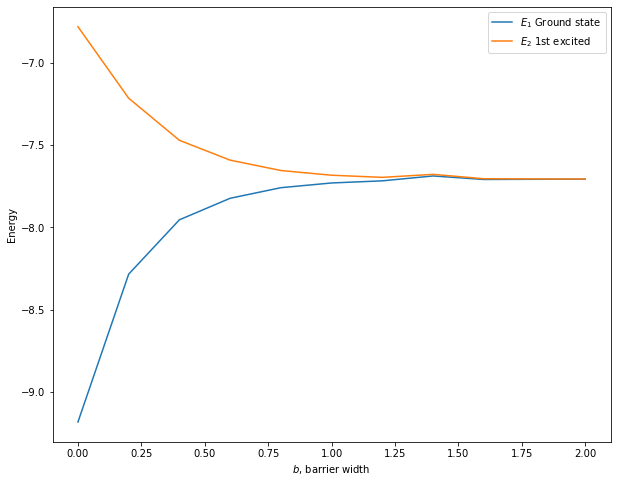 E₁ Ground state
E₂ 1st excited
−7.0
−7.5
−8.0
−8.5
−9.0
Energy
0.00 0.25 0.50 0.75 1.00 1.25 1.50 1.75 2.00
b, barrier width